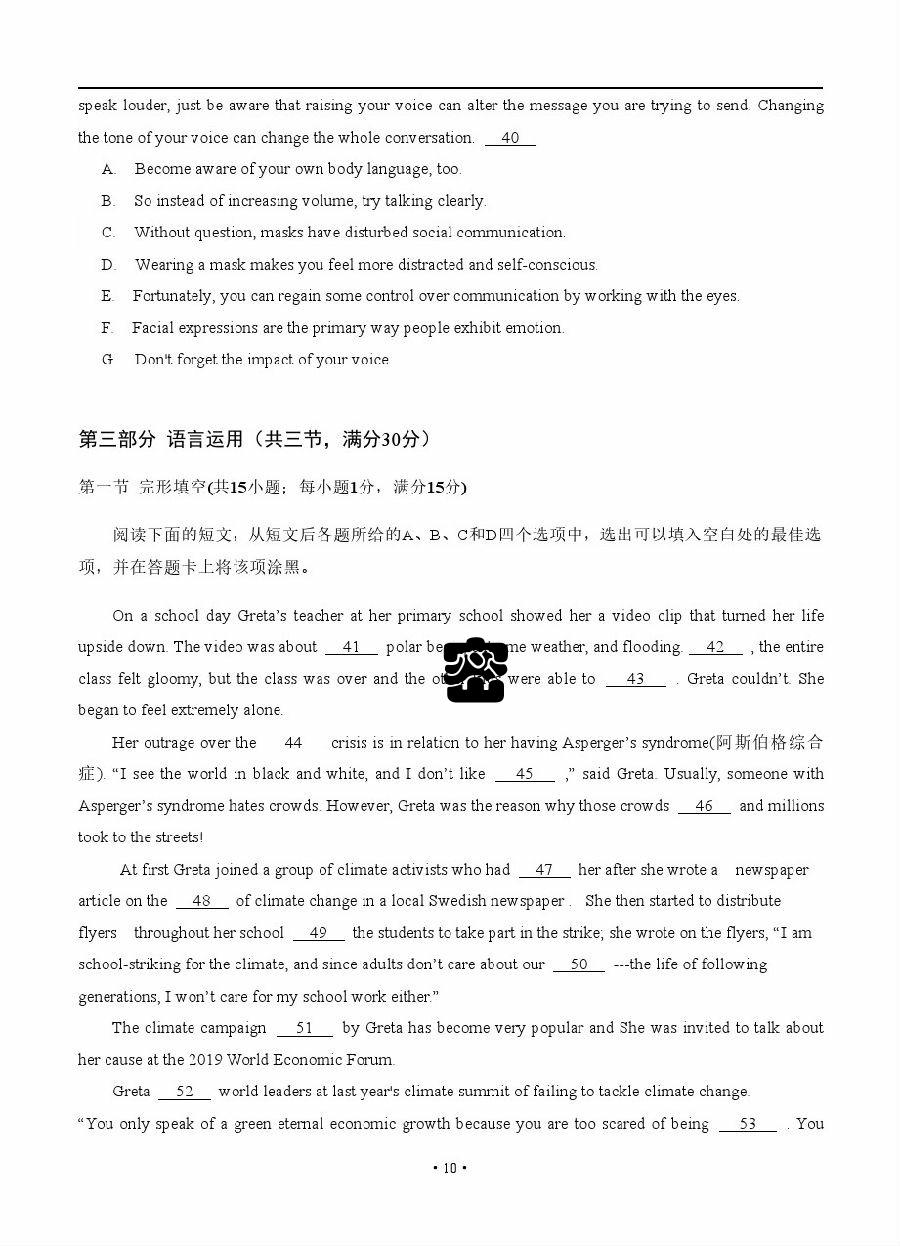 speak louder, just be aware that raising your voice can alter the message you are trying to send. Changing
the tone of your voice can change the whole conversation. 40
A. Become aware of your own body language, too.
B. So instead of increasing volume, try talking clearly.
C. Without question, masks have disturbed social communication.
D. Wearing a mask makes you feel more distracted and self-conscious.
E. Fortunately, you can regain some control over communication by working with the eyes.
F. Facial expressions are the primary way people exhibit emotion.
G Don't forget the impact of your voice
第三部分 语言运用（共三节，满分30分）
第一节 完形填空(共15小题；每小题1分，满分15分)
阅读下面的短文，从短文后各题所给的A、B、C和D四个选项中，选出可以填入空白处的最佳选
项，并在答题卡上将该项涂黑。
On a school day Greta's teacher at her primary school showed her a video clip that turned her life
upside down. The video was about 41 polar weather, and flooding. 42 , the entire
class felt gloomy, but the class was over and the were able to 43 . Greta couldn't. She
began to feel extremely alone.
Her outrage over the 44 crisis is in relation to her having Asperger's syndrome(阿斯伯格综合
症). “I see the world in black and white, and I don't like 45 ,” said Greta. Usually, someone with
Asperger's syndrome hates crowds. However, Greta was the reason why those crowds 46 and millions
took to the streets!
At first Greta joined a group of climate activists who had 47 her after she wrote a newspaper
article on the 48 of climate change in a local Swedish newspaper . She then started to distribute
flyers throughout her school 49 the students to take part in the strike; she wrote on the flyers, “I am
school-striking for the climate, and since adults don't care about our 50 ---the life of following
generations, I won't care for my school work either.”
The climate campaign 51 by Greta has become very popular and She was invited to talk about
her cause at the 2019 World Economic Forum.
Greta 52 world leaders at last year's climate summit of failing to tackle climate change.
“You only speak of a green eternal economic growth because you are too scared of being 53 . You
• 10 •